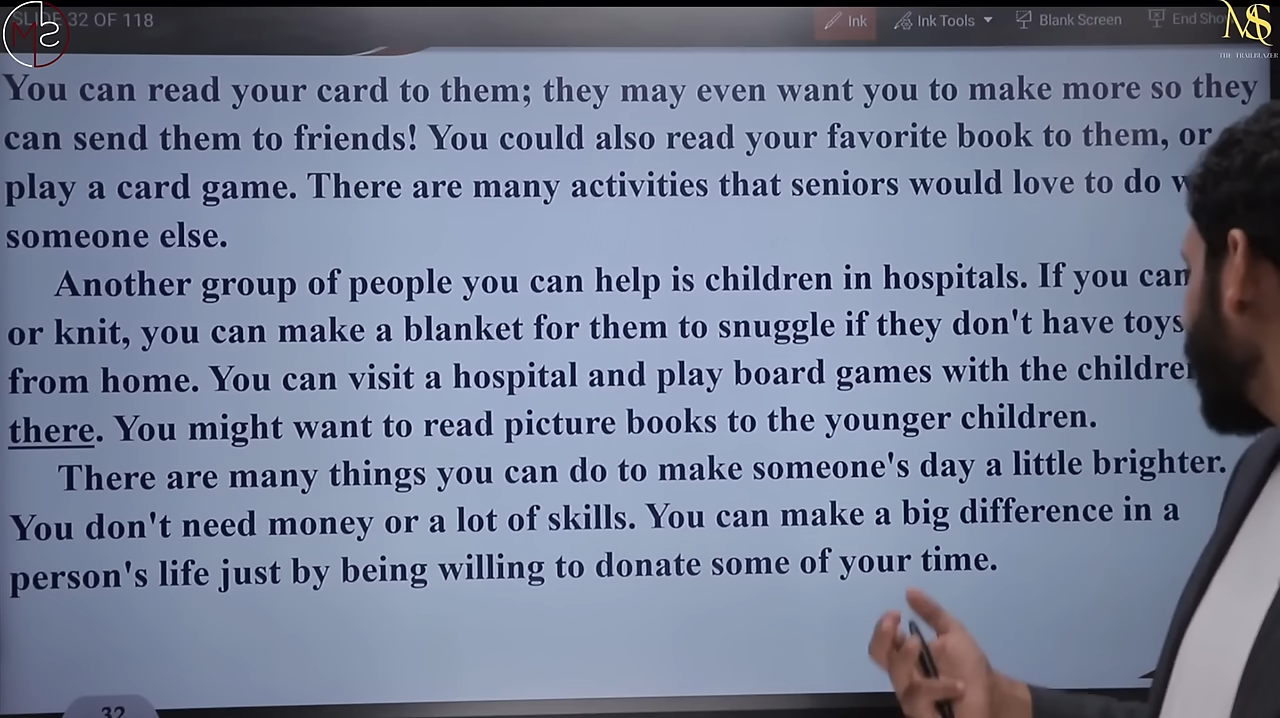 SLIDE 32 OF 118
Ink
Ink Tools
Blank Screen
End Sho
MS
THE TRAILBLAZER
You can read your card to them; they may even want you to make more so they
can send them to friends! You could also read your favorite book to them, or
play a card game. There are many activities that seniors would love to do w
someone else.
Another group of people you can help is children in hospitals. If you can
or knit, you can make a blanket for them to snuggle if they don't have toys
from home. You can visit a hospital and play board games with the childre
there. You might want to read picture books to the younger children.
There are many things you can do to make someone's day a little brighter.
You don't need money or a lot of skills. You can make a big difference in a
person's life just by being willing to donate some of your time.
32